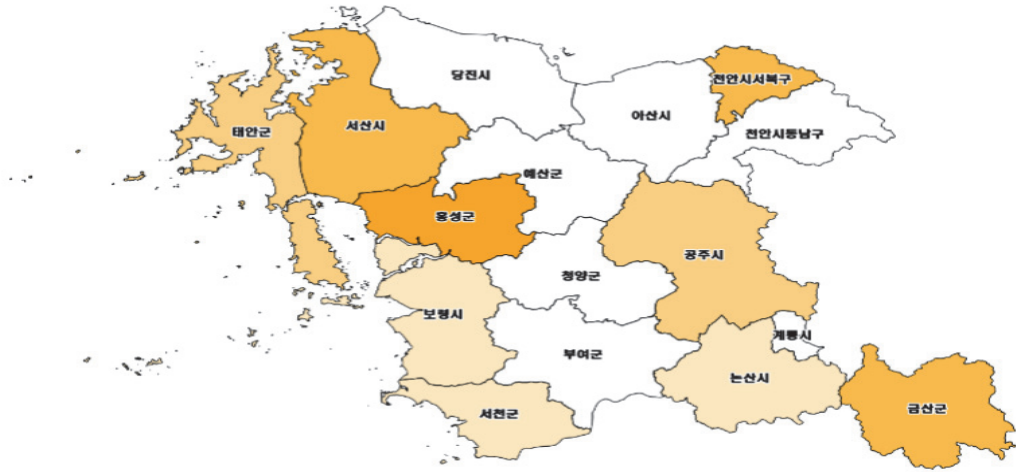 당진시
천안시서북구
아산시
태안군
서산시
천안시동남구
예산군
홍성군
공주시
청양군
보령시
계룡시
부여군
논산시
서천군
금산군